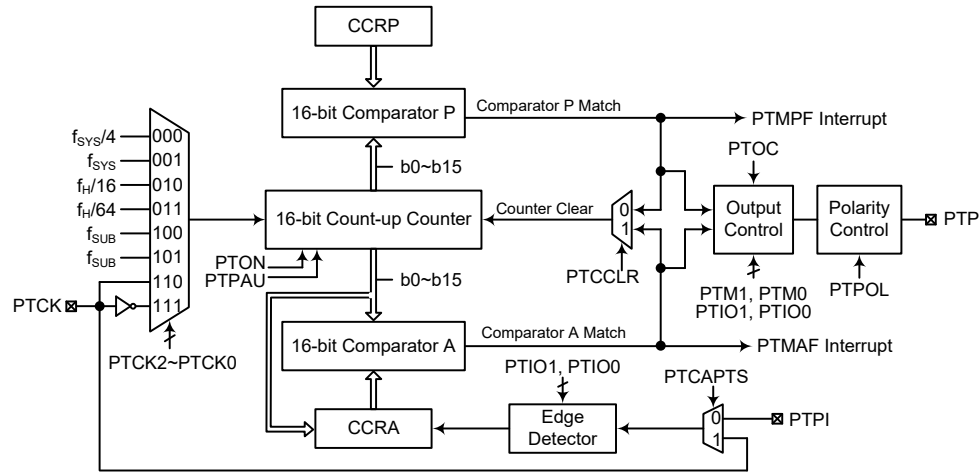 CCRP
16-bit Comparator P
Comparator P Match
PTMPF Interrupt
b0~b15
PTOC
fSYS/4
000
fSYS
001
fH/16
010
fH/64
011
fSUB
100
fSUB
101
110
111
16-bit Count-up Counter
Counter Clear
0
1
Output
Control
Polarity
Control
PTP
PTON
PTPAU
b0~b15
PTCCLR
PTM1, PTM0
PTIO1, PTIO0
PTPOL
PTCK
PTCK2~PTCK0
16-bit Comparator A
Comparator A Match
PTMAF Interrupt
PTIO1, PTIO0
PTCAPTS
CCRA
Edge
Detector
0
1
PTPI